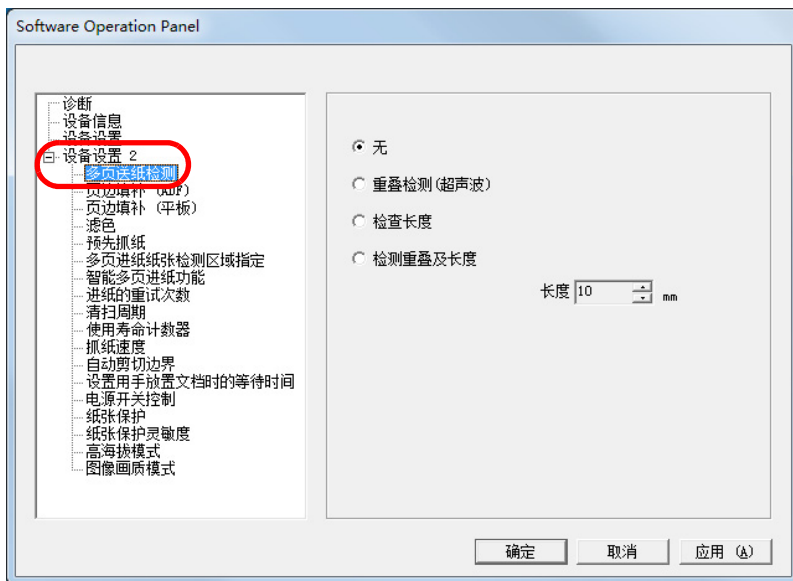 Software Operation Panel
诊断
设备信息
设备设置
设备设置 2
多页送纸检测
页边填补 (ADF)
页边填补 (平板)
滤色
预先抓纸
多页进纸纸张检测区域指定
智能多页进纸功能
进纸的重试次数
清扫周期
使用寿命计数器
抓纸速度
自动剪切边界
设置用手放置文档时的等待时间
电源开关控制
纸张保护
纸张保护灵敏度
高海拔模式
图像画质模式
无
重叠检测(超声波)
检查长度
检测重叠及长度
长度 10 mm
确定 取消 应用 (A)